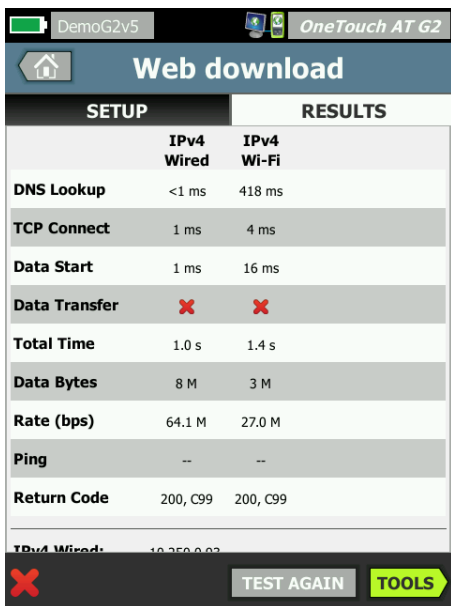 DemoG2v5 OneTouch AT G2
Web download
SETUP RESULTS
IPv4 IPv4
Wired Wi-Fi
DNS Lookup <1 ms 418 ms
TCP Connect 1 ms 4 ms
Data Start 1 ms 16 ms
Data Transfer
Total Time 1.0 s 1.4 s
Data Bytes 8 M 3 M
Rate (bps) 64.1 M 27.0 M
Ping -- --
Return Code 200, C99 200, C99
IPv4 Wired:
TEST AGAIN TOOLS